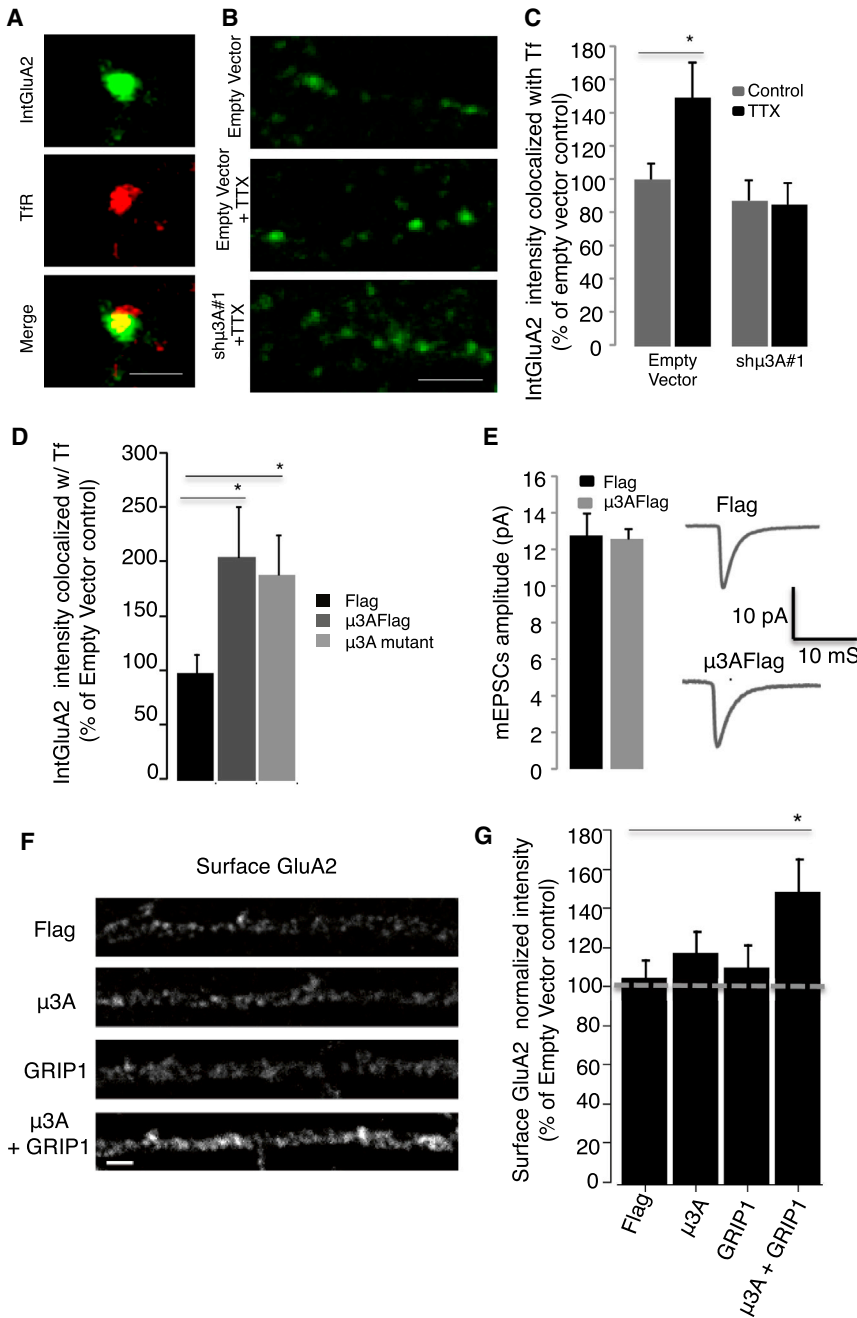 A
IntGluA2
TfR
Merge
B
Empty Vector
Empty Vector
+ TTX
shμ3A#1
+TTX
C
IntGluA2 intensity colocalized with Tf
(% of empty vector control)
180
160
140
120
100
80
60
40
20
0
*
Control
TTX
Empty
Vector
shμ3A#1
D
IntGluA2 intensity colocalized w/ Tf
(% of Empty Vector control)
300
250
200
150
100
50
0
*
*
Flag
μ3AFlag
μ3A mutant
E
mEPSCs amplitude (pA)
16
14
12
10
8
6
4
2
0
Flag
μ3AFlag
Flag
10 pA
10 mS
μ3AFlag
F
Surface GluA2
Flag
μ3A
GRIP1
μ3A
+ GRIP1
G
Surface GluA2 normalized intensity
(% of Empty Vector control)
180
160
140
120
100
80
60
40
20
0
*
Flag
μ3A
GRIP1
μ3A + GRIP1